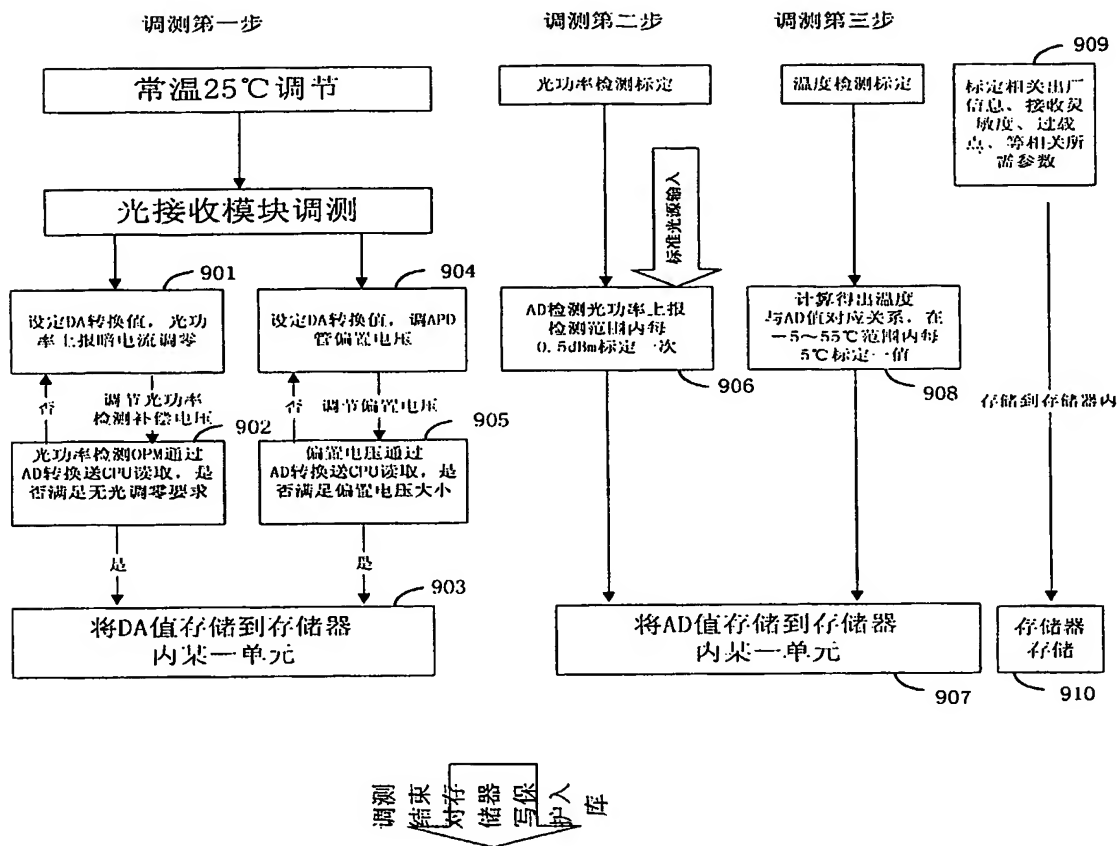 调测第一步
常温25℃调节
光接收模块调测
901
设定DA转换值，光功
率上报暗电流调零
904
设定DA转换值，调APD
管偏置电压
否
调节光功率
检测补偿电压
902
否
调节偏置电压
905
光功率检测OPM通过
AD转换送CPU读取，是
否满足无光调零要求
偏置电压通过
AD转换送CPU读取，是
否满足偏置电压大小
是
是
903
将DA值存储到存储器
内某一单元
调测第二步
光功率检测标定
标准光源输入
AD检测光功率上报
检测范围内每
0.5dBm标定一次
906
调测第三步
温度检测标定
计算得出温度
与AD值对应关系，在
－5～55℃范围内每
5℃标定一值
908
将AD值存储到存储器
内某一单元
907
909
标定相关出厂
信息、接收灵
敏度、过载
点、等相关所
需参数
存储到存储器内
存储器
存储
910
调测
结束
对存
储器
写保
护入
库